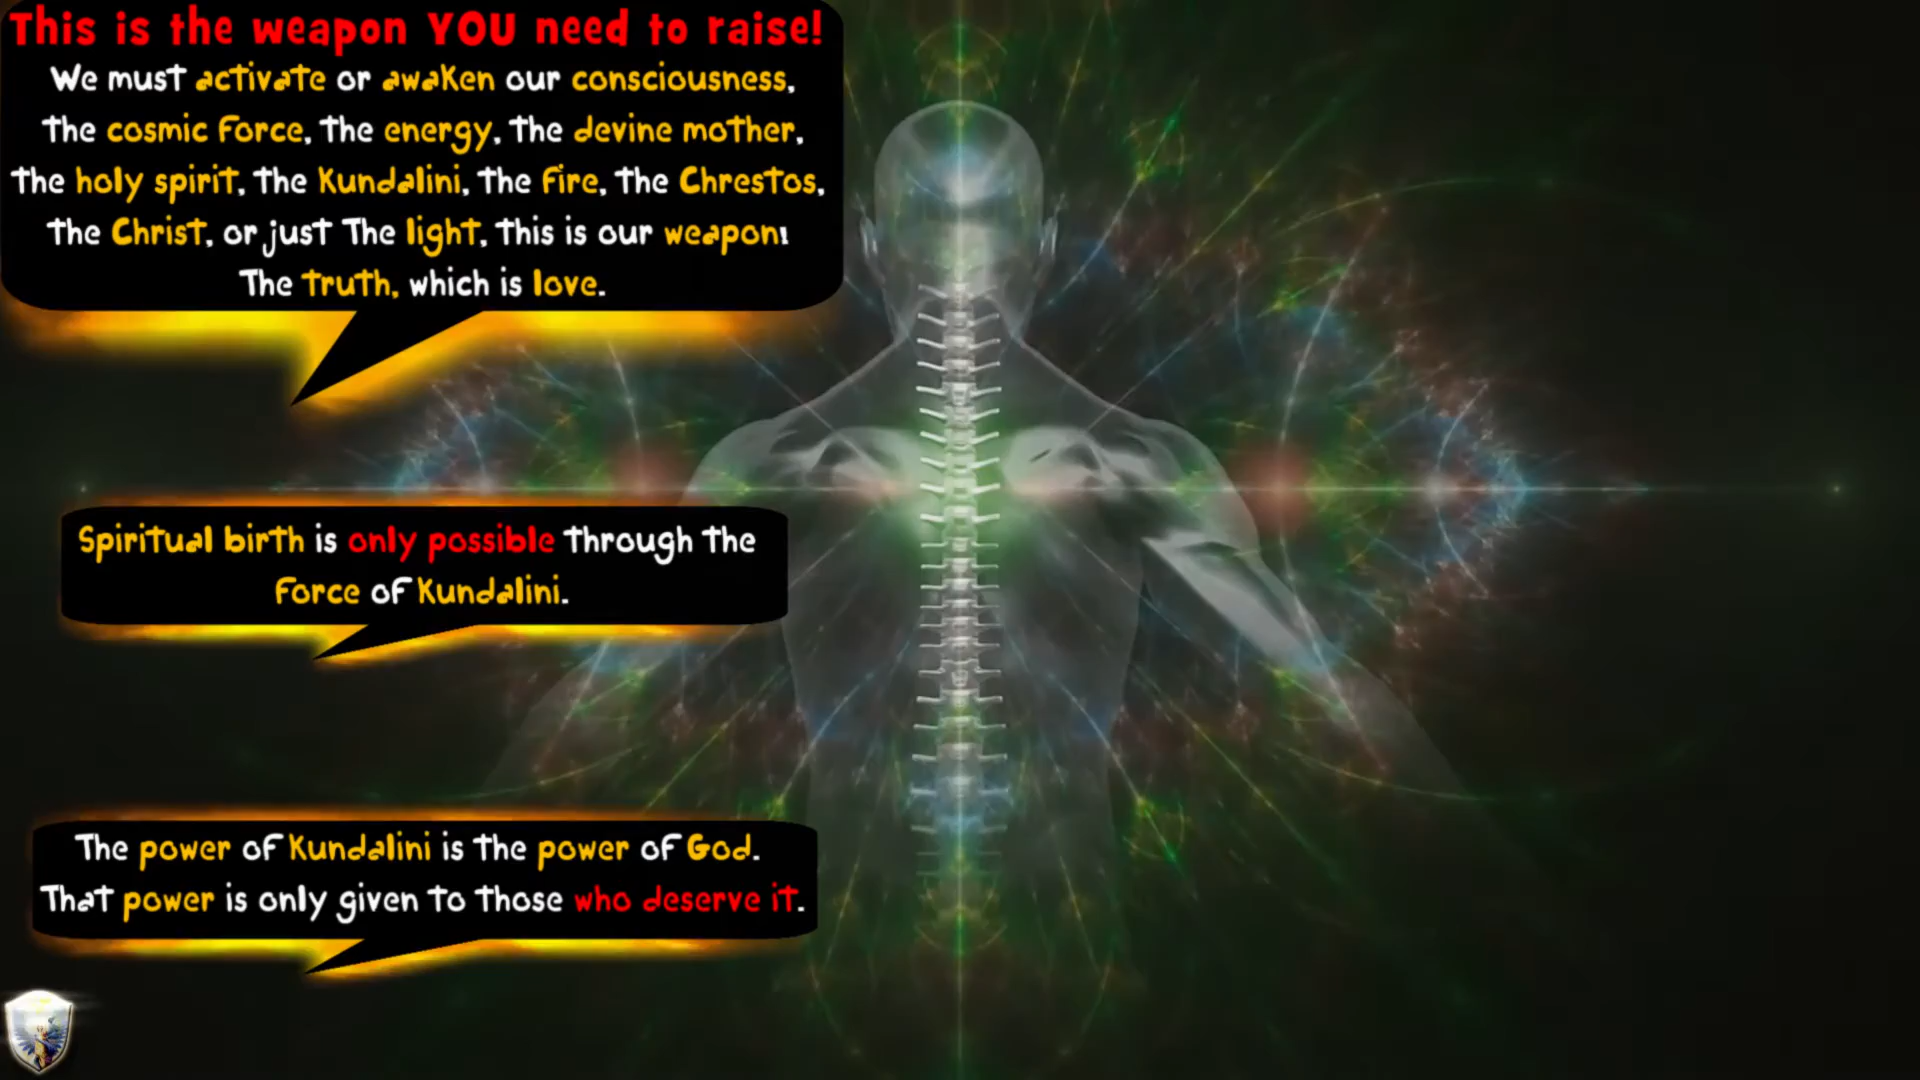 This is the weapon YOU need to raise!
We must activate or awaken our consciousness,
The cosmic Force, The energy, The devine mother,
the holy spirit, the Kundalini, the Fire, the Chrestos,
the Christ, or just The light, this is our weapon!
The truth, which is love.
Spiritual birth is only possible through the
Force of Kundalini.
The power of Kundalini is the power of God.
That power is only given to those who deserve it.